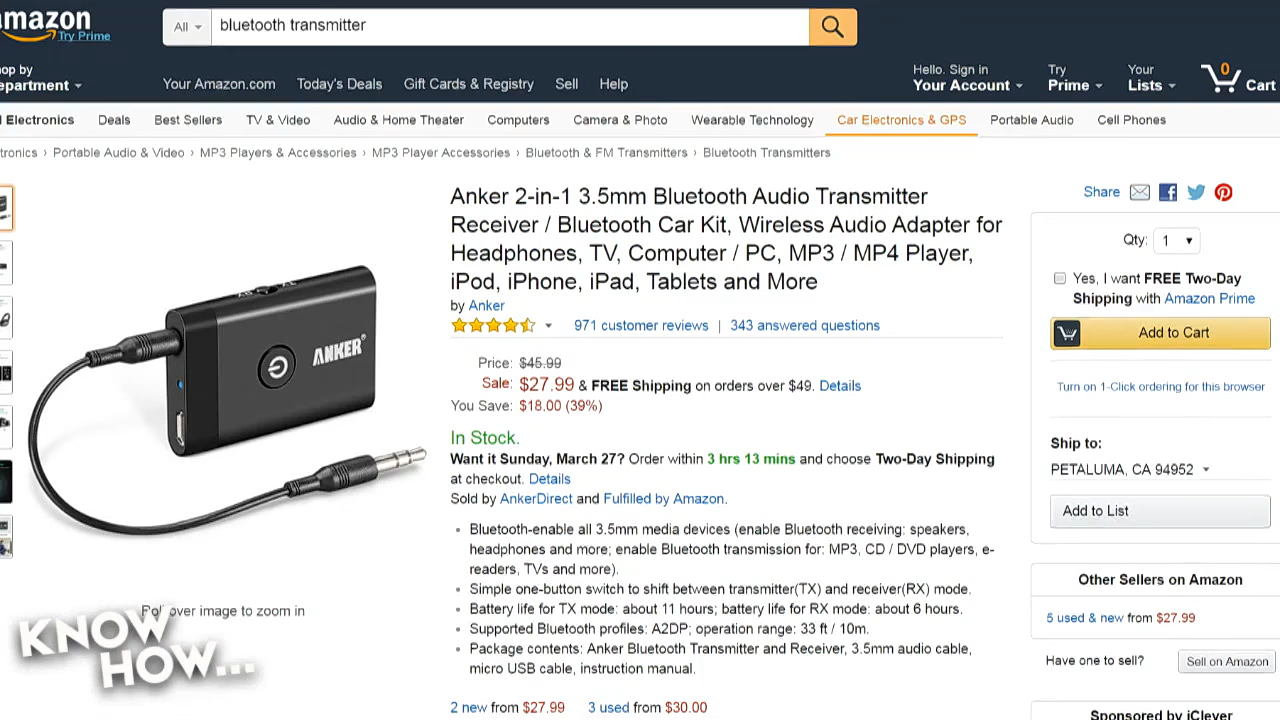 amazon
Try Prime
All
bluetooth transmitter
hop by
epartment
Your Amazon.com Today's Deals Gift Cards & Registry Sell Help
Hello. Sign in
Your Account
Try
Prime
Your
Lists
0
Cart
l Electronics Deals Best Sellers TV & Video Audio & Home Theater Computers Camera & Photo Wearable Technology Car Electronics & GPS Portable Audio Cell Phones
tronics › Portable Audio & Video › MP3 Players & Accessories › MP3 Player Accessories › Bluetooth & FM Transmitters › Bluetooth Transmitters
ANKER®
Roll over image to zoom in
KNOW
HOW...
Anker 2-in-1 3.5mm Bluetooth Audio Transmitter
Receiver / Bluetooth Car Kit, Wireless Audio Adapter for
Headphones, TV, Computer / PC, MP3 / MP4 Player,
iPod, iPhone, iPad, Tablets and More
by Anker
971 customer reviews | 343 answered questions
Price: $45.99
Sale: $27.99 & FREE Shipping on orders over $49. Details
You Save: $18.00 (39%)
In Stock.
Want it Sunday, March 27? Order within 3 hrs 13 mins and choose Two-Day Shipping
at checkout. Details
Sold by AnkerDirect and Fulfilled by Amazon.
• Bluetooth-enable all 3.5mm media devices (enable Bluetooth receiving: speakers,
headphones and more; enable Bluetooth transmission for: MP3, CD / DVD players, e-
readers, TVs and more).
• Simple one-button switch to shift between transmitter(TX) and receiver(RX) mode.
• Battery life for TX mode: about 11 hours; battery life for RX mode: about 6 hours.
• Supported Bluetooth profiles: A2DP; operation range: 33 ft / 10m.
• Package contents: Anker Bluetooth Transmitter and Receiver, 3.5mm audio cable,
micro USB cable, instruction manual.
2 new from $27.99 3 used from $30.00
Share
Qty: 1
Yes, I want FREE Two-Day
Shipping with Amazon Prime
Add to Cart
Turn on 1-Click ordering for this browser
Ship to:
PETALUMA, CA 94952
Add to List
Other Sellers on Amazon
5 used & new from $27.99
Have one to sell?
Sell on Amazon
Sponsored by iClever